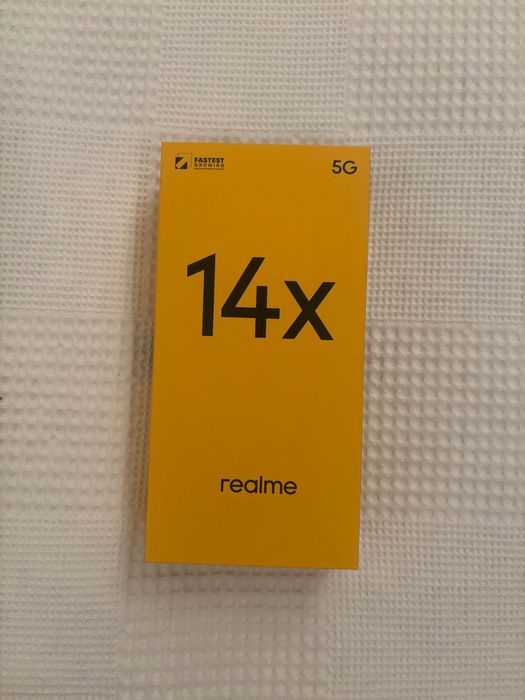 FASTEST
GROWING
5G
14x
realme